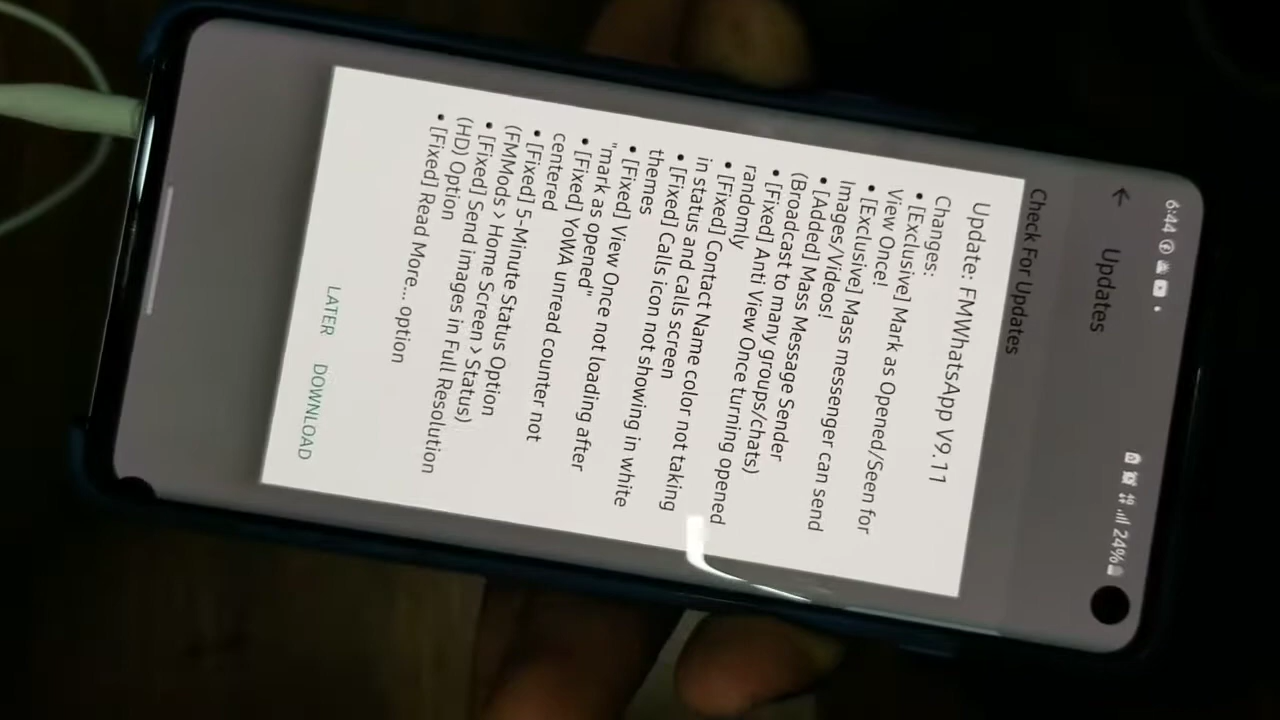 6:44 24%
Updates
Check For Updates
Update: FMWhatsApp V9.11
Changes:
• [Exclusive] Mark as Opened/Seen for
View Once!
• [Exclusive] Mass messenger can send
Images/Videos!
• [Added] Mass Message Sender
(Broadcast to many groups/chats)
• [Fixed] Anti View Once turning opened
randomly
• [Fixed] Contact Name color not taking
in status and calls screen
• [Fixed] Calls icon not showing in white
themes
• [Fixed] View Once not loading after
"mark as opened"
• [Fixed] YoWA unread counter not
centered
• [Fixed] 5-Minute Status Option
(FMMods > Home Screen > Status)
• [Fixed] Send images in Full Resolution
(HD) Option
• [Fixed] Read More... option
LATER DOWNLOAD